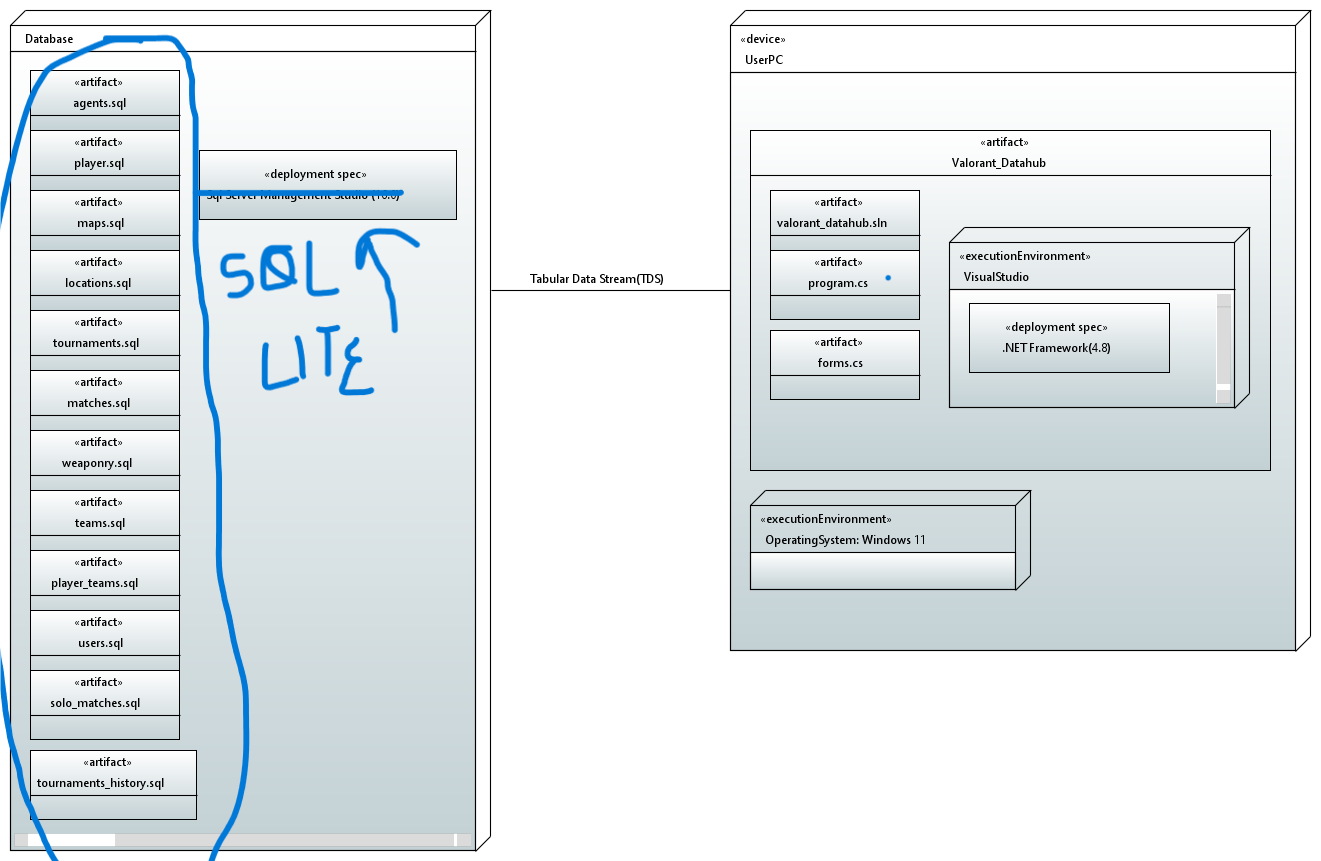 Database
«artifact»
agents.sql
«artifact»
player.sql
«artifact»
maps.sql
«artifact»
locations.sql
«artifact»
tournaments.sql
«artifact»
matches.sql
«artifact»
weaponry.sql
«artifact»
teams.sql
«artifact»
player_teams.sql
«artifact»
users.sql
«artifact»
solo_matches.sql
«artifact»
tournaments_history.sql
«deployment spec»
Sql Server Management Studio (18.0)
SQL
LITE
Tabular Data Stream(TDS)
«device»
UserPC
«artifact»
Valorant_Datahub
«artifact»
valorant_datahub.sln
«artifact»
program.cs
«artifact»
forms.cs
«executionEnvironment»
VisualStudio
«deployment spec»
.NET Framework(4.8)
«executionEnvironment»
OperatingSystem: Windows 11